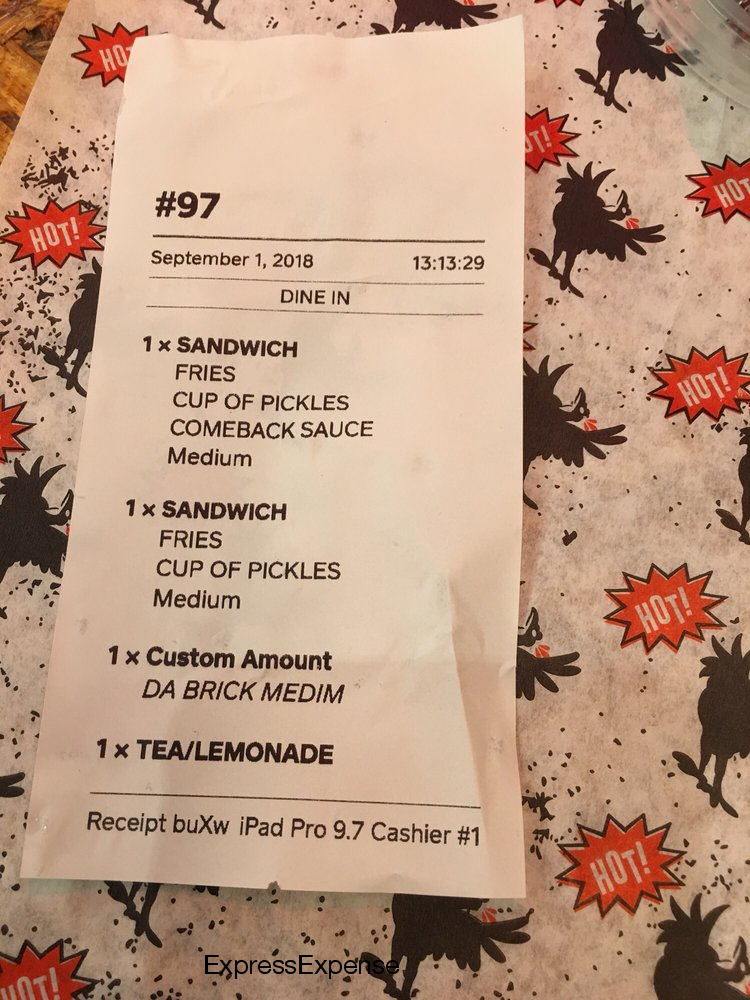 HOT!
HOT!
HOT!
HOT!
#97
September 1, 2018 13:13:29
DINE IN
1 x SANDWICH
FRIES
CUP OF PICKLES
COMEBACK SAUCE
Medium
1 x SANDWICH
FRIES
CUP OF PICKLES
Medium
1 x Custom Amount
DA BRICK MEDIM
1 x TEA/LEMONADE
Receipt buXw iPad Pro 9.7 Cashier #1
HOT!
HOT!
HOT!
HOT!
ExpressExpense